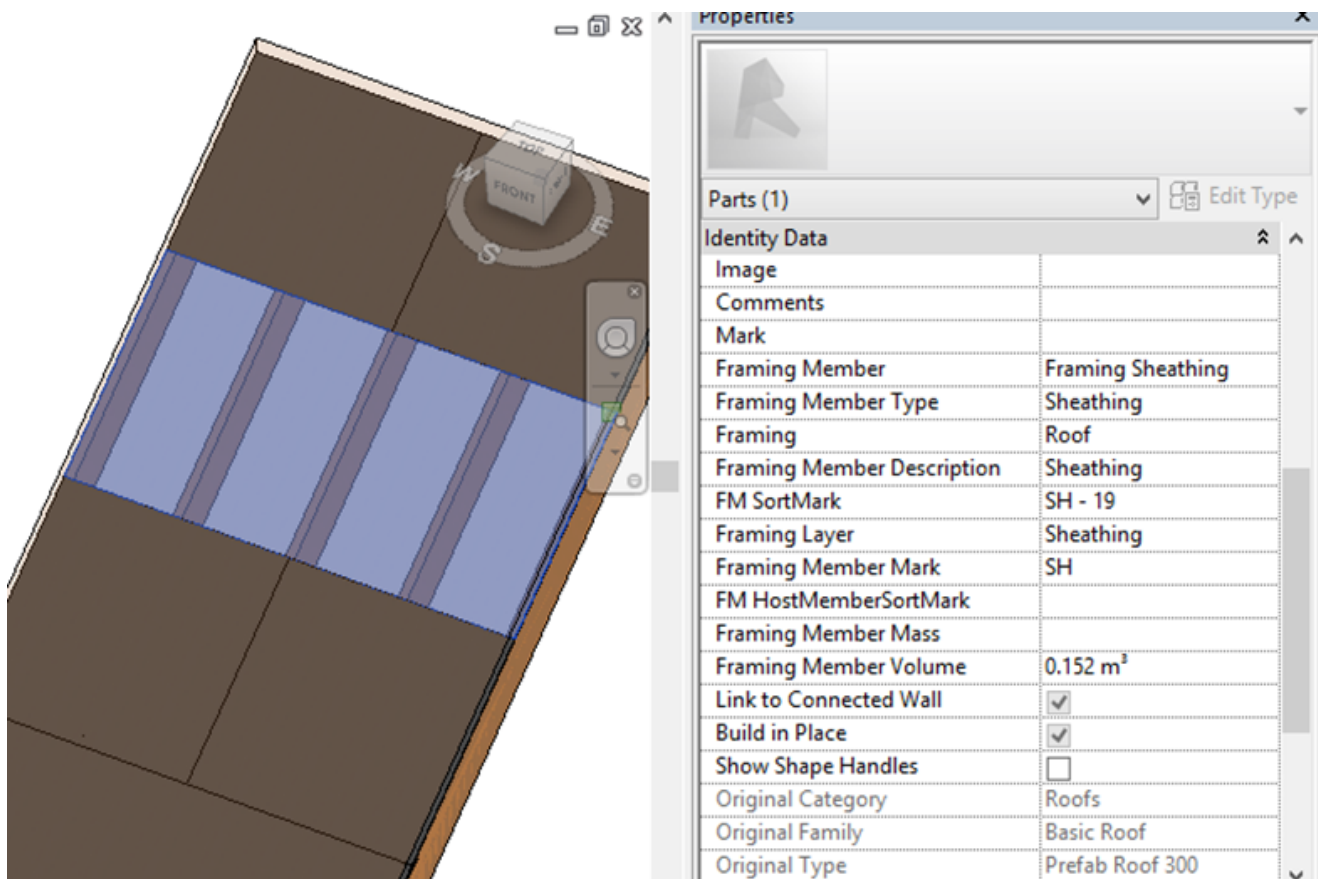 Properties
TOP
FRONT
W
S
E
Parts (1)
Edit Type
Identity Data
Image
Comments
Mark
Framing Member Framing Sheathing
Framing Member Type Sheathing
Framing Roof
Framing Member Description Sheathing
FM SortMark SH - 19
Framing Layer Sheathing
Framing Member Mark SH
FM HostMemberSortMark
Framing Member Mass
Framing Member Volume 0.152 m³
Link to Connected Wall
Build in Place
Show Shape Handles
Original Category Roofs
Original Family Basic Roof
Original Type Prefab Roof 300